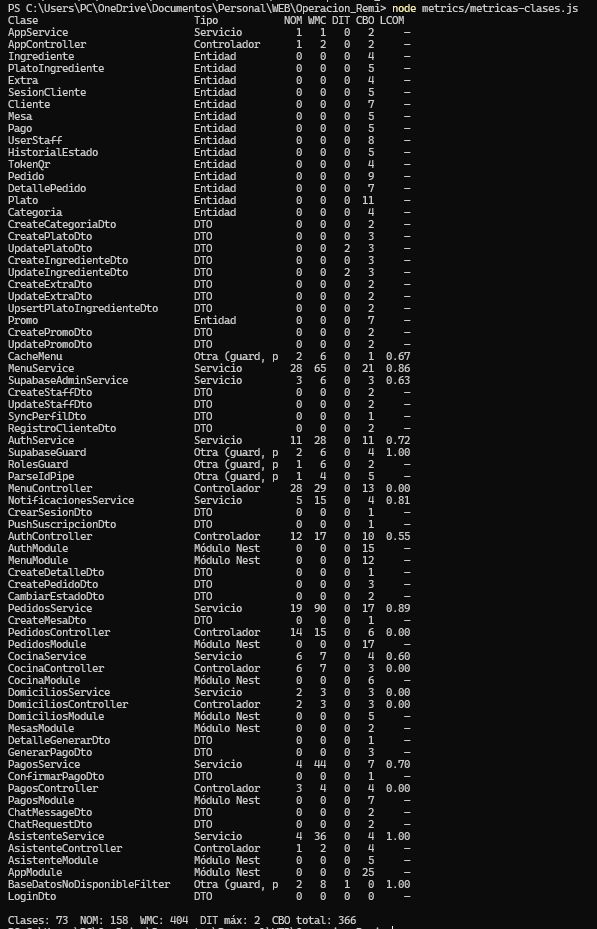 PS C:\Users\PC\OneDrive\Documentos\Personal\WEB\Operacion_Remi> node metrics/metricas-clases.js
Clase Tipo NOM WMC DIT CBO LCOM
AppService Servicio 1 1 0 2 —
AppController Controlador 1 2 0 2 —
Ingrediente Entidad 0 0 0 4 —
PlatoIngrediente Entidad 0 0 0 5 —
Extra Entidad 0 0 0 4 —
SesionCliente Entidad 0 0 0 5 —
Cliente Entidad 0 0 0 7 —
Mesa Entidad 0 0 0 5 —
Pago Entidad 0 0 0 5 —
UserStaff Entidad 0 0 0 8 —
HistorialEstado Entidad 0 0 0 5 —
TokenQr Entidad 0 0 0 4 —
Pedido Entidad 0 0 0 9 —
DetallePedido Entidad 0 0 0 7 —
Plato Entidad 0 0 0 11 —
Categoria Entidad 0 0 0 4 —
CreateCategoriaDto DTO 0 0 0 2 —
CreatePlatoDto DTO 0 0 0 3 —
UpdatePlatoDto DTO 0 0 2 3 —
CreateIngredienteDto DTO 0 0 0 3 —
UpdateIngredienteDto DTO 0 0 2 3 —
CreateExtraDto DTO 0 0 0 2 —
UpdateExtraDto DTO 0 0 0 2 —
UpsertPlatoIngredienteDto DTO 0 0 0 2 —
Promo Entidad 0 0 0 7 —
CreatePromoDto DTO 0 0 0 2 —
UpdatePromoDto DTO 0 0 0 2 —
CacheMenu Otra (guard, p 2 6 0 1 0.67
MenuService Servicio 28 65 0 21 0.86
SupabaseAdminService Servicio 3 6 0 3 0.63
CreateStaffDto DTO 0 0 0 2 —
UpdateStaffDto DTO 0 0 0 2 —
SyncPerfilDto DTO 0 0 0 1 —
RegistroClienteDto DTO 0 0 0 2 —
AuthService Servicio 11 28 0 11 0.72
SupabaseGuard Otra (guard, p 2 6 0 4 1.00
RolesGuard Otra (guard, p 1 6 0 2 —
ParseIdPipe Otra (guard, p 1 4 0 5 —
MenuController Controlador 28 29 0 13 0.00
NotificacionesService Servicio 5 15 0 4 0.81
CrearSesionDto DTO 0 0 0 1 —
PushSuscripcionDto DTO 0 0 0 1 —
AuthController Controlador 12 17 0 10 0.55
AuthModule Módulo Nest 0 0 0 15 —
MenuModule Módulo Nest 0 0 0 12 —
CreateDetalleDto DTO 0 0 0 1 —
CreatePedidoDto DTO 0 0 0 3 —
CambiarEstadoDto DTO 0 0 0 2 —
PedidosService Servicio 19 90 0 17 0.89
CreateMesaDto DTO 0 0 0 1 —
PedidosController Controlador 14 15 0 6 0.00
PedidosModule Módulo Nest 0 0 0 17 —
CocinaService Servicio 6 7 0 4 0.60
CocinaController Controlador 6 7 0 3 0.00
CocinaModule Módulo Nest 0 0 0 6 —
DomiciliosService Servicio 2 3 0 3 0.00
DomiciliosController Controlador 2 3 0 3 0.00
DomiciliosModule Módulo Nest 0 0 0 5 —
MesasModule Módulo Nest 0 0 0 2 —
DetalleGenerarDto DTO 0 0 0 1 —
GenerarPagoDto DTO 0 0 0 3 —
PagosService Servicio 4 44 0 7 0.70
ConfirmarPagoDto DTO 0 0 0 1 —
PagosController Controlador 3 4 0 4 0.00
PagosModule Módulo Nest 0 0 0 7 —
ChatMessageDto DTO 0 0 0 2 —
ChatRequestDto DTO 0 0 0 2 —
AsistenteService Servicio 4 36 0 4 1.00
AsistenteController Controlador 1 2 0 4 —
AsistenteModule Módulo Nest 0 0 0 5 —
AppModule Módulo Nest 0 0 0 25 —
BaseDatosNoDisponibleFilter Otra (guard, p 2 8 1 0 1.00
LoginDto DTO 0 0 0 0 —
Clases: 73 NOM: 158 WMC: 404 DIT máx: 2 CBO total: 366
PS C:\Users\PC\OneDrive\Documentos\Personal\WEB\Operacion_Remi>